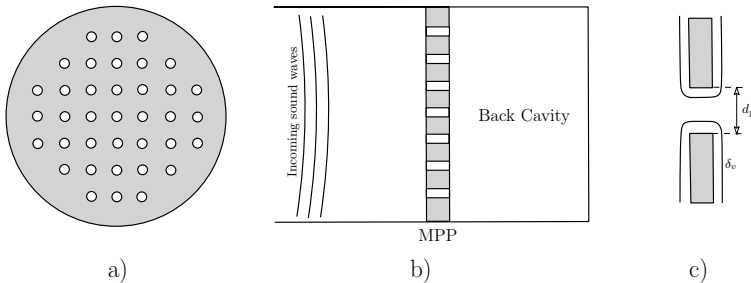 Incoming sound waves
Back Cavity
MPP
δv
a)
b)
c)